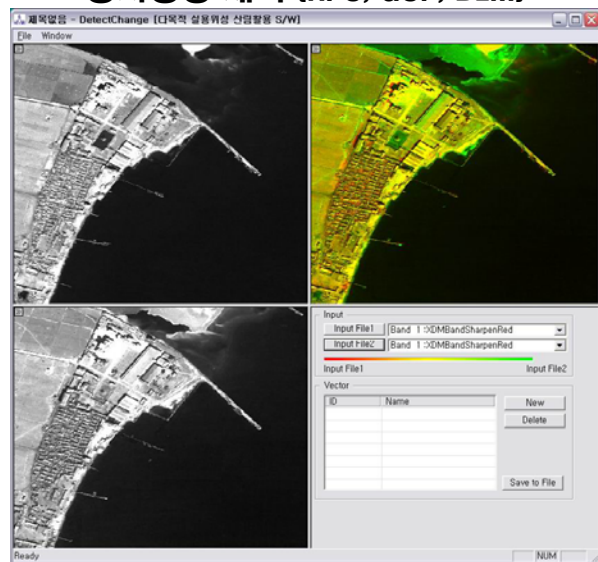 제목없음 - DetectChange [다목적 실용위성 산림활용 S/W]
File Window
Input
Input File1 Band 1:XDMBandSharpenRed
Input File2 Band 1:XDMBandSharpenRed
Input File1 Input File2
Vector
ID Name
New
Delete
Save to File
Ready NUM